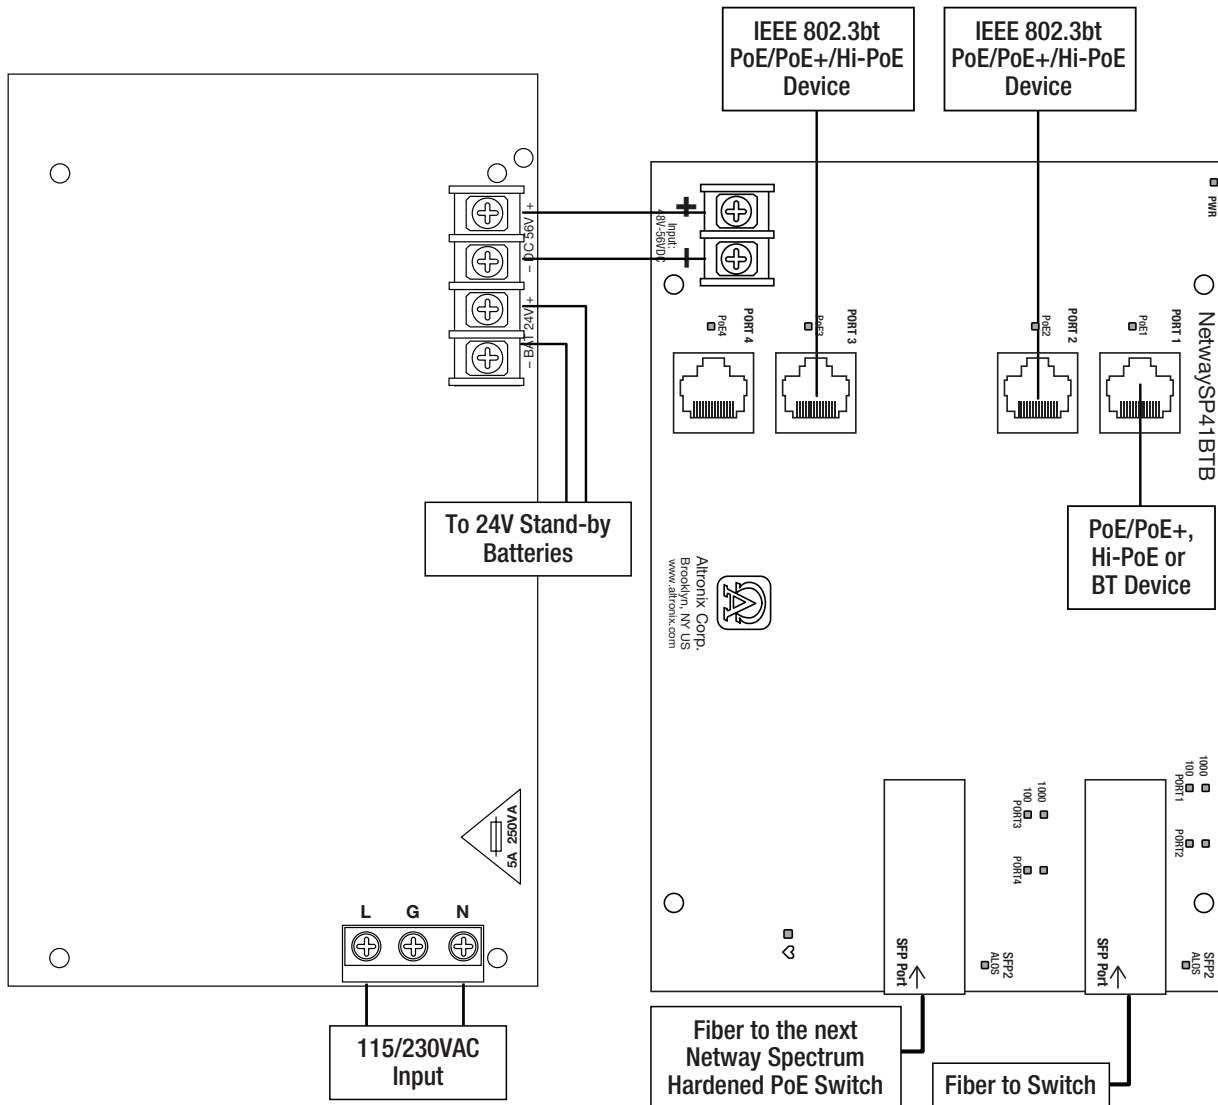 IEEE 802.3bt
PoE/PoE+/Hi-PoE
Device
IEEE 802.3bt
PoE/PoE+/Hi-PoE
Device
PWR
– DC 56V +
– BAT 24V +
+
–
Input:
48V-56VDC
PoE4
PORT 4
PoE3
PORT 3
PoE2
PORT 2
PoE1
PORT 1
NetwaySP41BTB
To 24V Stand-by
Batteries
PoE/PoE+,
Hi-PoE or
BT Device
Altronix Corp.
Brooklyn, NY US
www.altronix.com
5A 250VA
L G N
115/230VAC
Input
1000
100
PORT3
PORT4
1000
100
PORT1
PORT2
SFP Port
SFP2
ALOS
SFP Port
SFP2
ALOS
Fiber to the next
Netway Spectrum
Hardened PoE Switch
Fiber to Switch